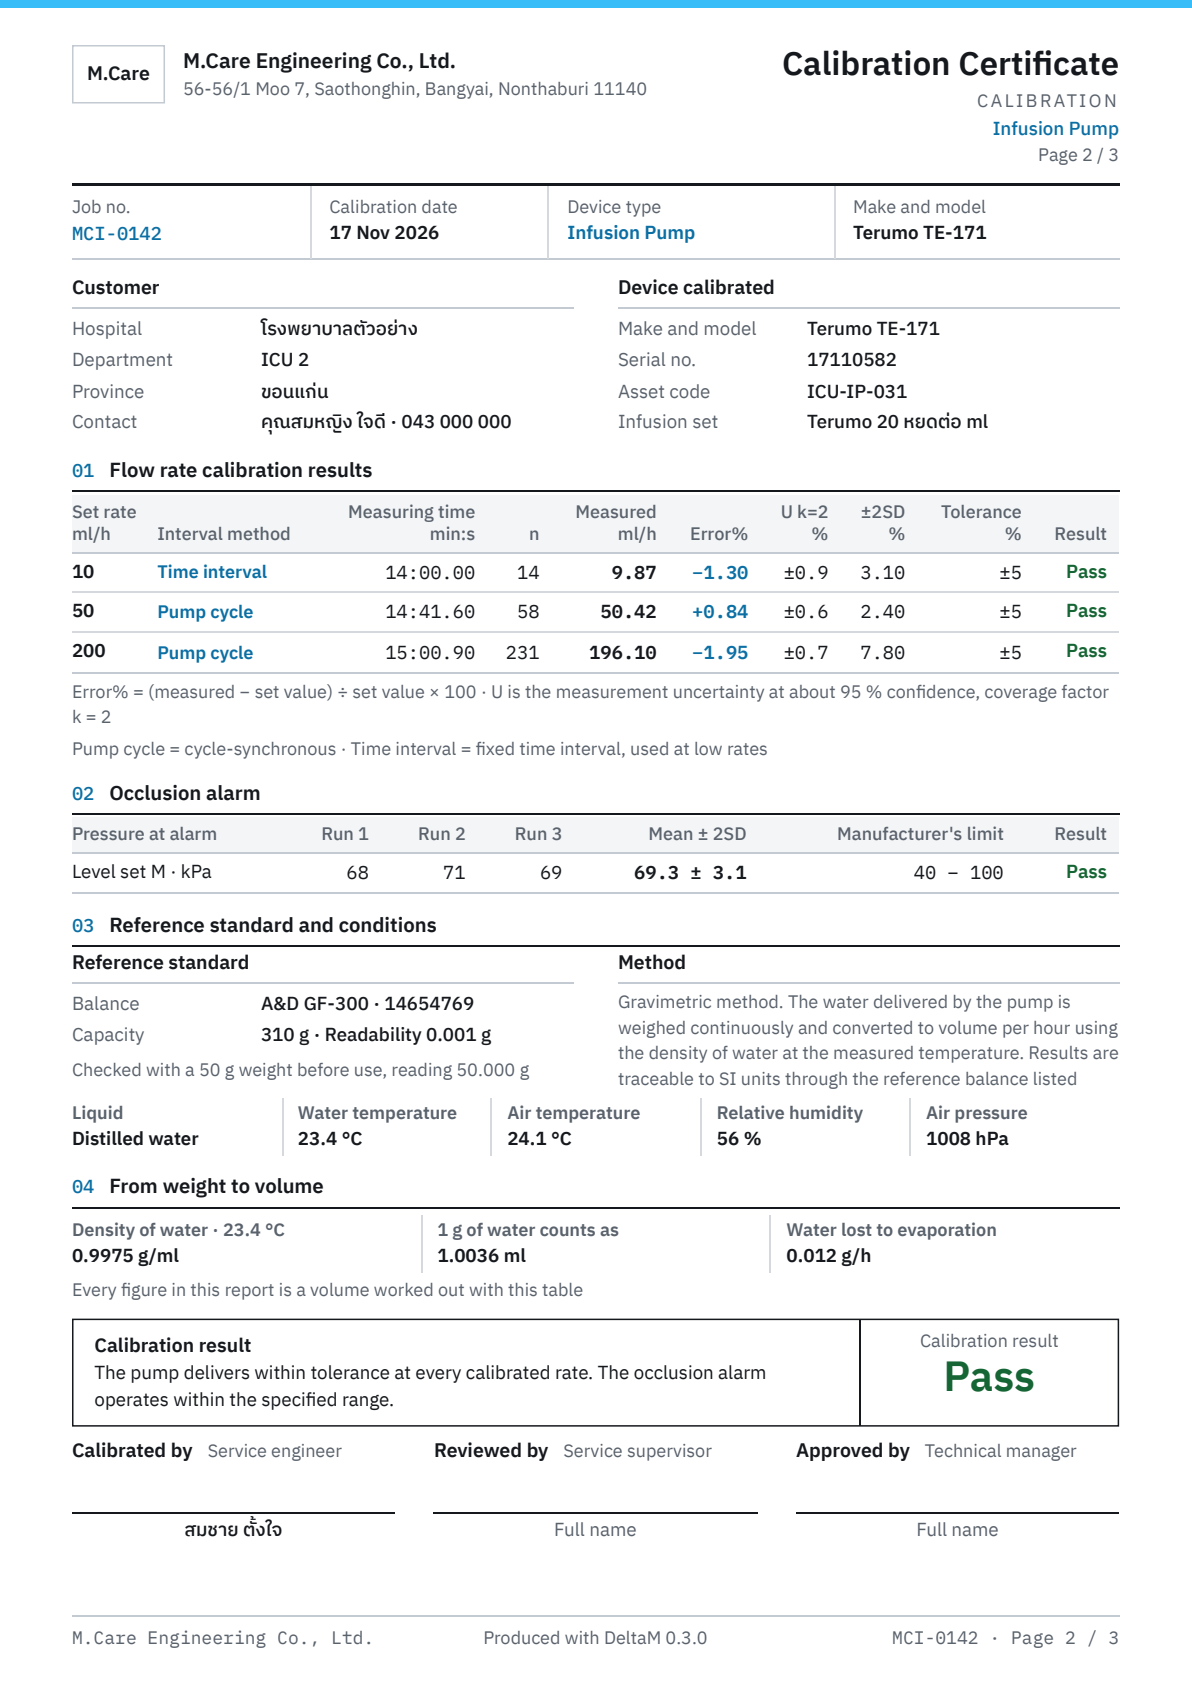 M.Care
M.Care Engineering Co., Ltd.
56-56/1 Moo 7, Saothonghin, Bangyai, Nonthaburi 11140
Calibration Certificate
CALIBRATION
Infusion Pump
Page 2 / 3
Job no. Calibration date Device type Make and model
MCI-0142 17 Nov 2026 Infusion Pump Terumo TE-171
Customer Device calibrated
Hospital โรงพยาบาลตัวอย่าง Make and model Terumo TE-171
Department ICU 2 Serial no. 17110582
Province ขอนแก่น Asset code ICU-IP-031
Contact คุณสมหญิง ใจดี · 043 000 000 Infusion set Terumo 20 หยดต่อ ml
01 Flow rate calibration results
Set rate Measuring time Measured U k=2 ±2SD Tolerance
ml/h Interval method min:s n ml/h Error% % % % Result
10 Time interval 14:00.00 14 9.87 −1.30 ±0.9 3.10 ±5 Pass
50 Pump cycle 14:41.60 58 50.42 +0.84 ±0.6 2.40 ±5 Pass
200 Pump cycle 15:00.90 231 196.10 −1.95 ±0.7 7.80 ±5 Pass
Error% = (measured − set value) ÷ set value × 100 · U is the measurement uncertainty at about 95 % confidence, coverage factor
k = 2
Pump cycle = cycle-synchronous · Time interval = fixed time interval, used at low rates
02 Occlusion alarm
Pressure at alarm Run 1 Run 2 Run 3 Mean ± 2SD Manufacturer's limit Result
Level set M · kPa 68 71 69 69.3 ± 3.1 40 – 100 Pass
03 Reference standard and conditions
Reference standard Method
Balance A&D GF-300 · 14654769
Capacity 310 g · Readability 0.001 g
Checked with a 50 g weight before use, reading 50.000 g
Gravimetric method. The water delivered by the pump is
weighed continuously and converted to volume per hour using
the density of water at the measured temperature. Results are
traceable to SI units through the reference balance listed
Liquid Water temperature Air temperature Relative humidity Air pressure
Distilled water 23.4 °C 24.1 °C 56 % 1008 hPa
04 From weight to volume
Density of water · 23.4 °C 1 g of water counts as Water lost to evaporation
0.9975 g/ml 1.0036 ml 0.012 g/h
Every figure in this report is a volume worked out with this table
Calibration result
The pump delivers within tolerance at every calibrated rate. The occlusion alarm
operates within the specified range.
Calibration result
Pass
Calibrated by Service engineer Reviewed by Service supervisor Approved by Technical manager
สมชาย ตั้งใจ Full name Full name
M.Care Engineering Co., Ltd. Produced with DeltaM 0.3.0 MCI-0142 · Page 2 / 3